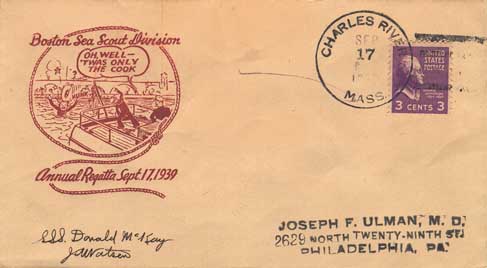 Boston Sea Scout Division
OH, WELL—
'TWAS ONLY
THE COOK
Annual Regatta Sept. 17, 1939
CHARLES RIVER
SEP
17
MASS.
UNITED
STATES
POSTAGE
3 CENTS 3
SSS. Donald McKay
JOSEPH F. ULMAN, M. D.
2629 NORTH TWENTY-NINTH ST.
PHILADELPHIA, PA.